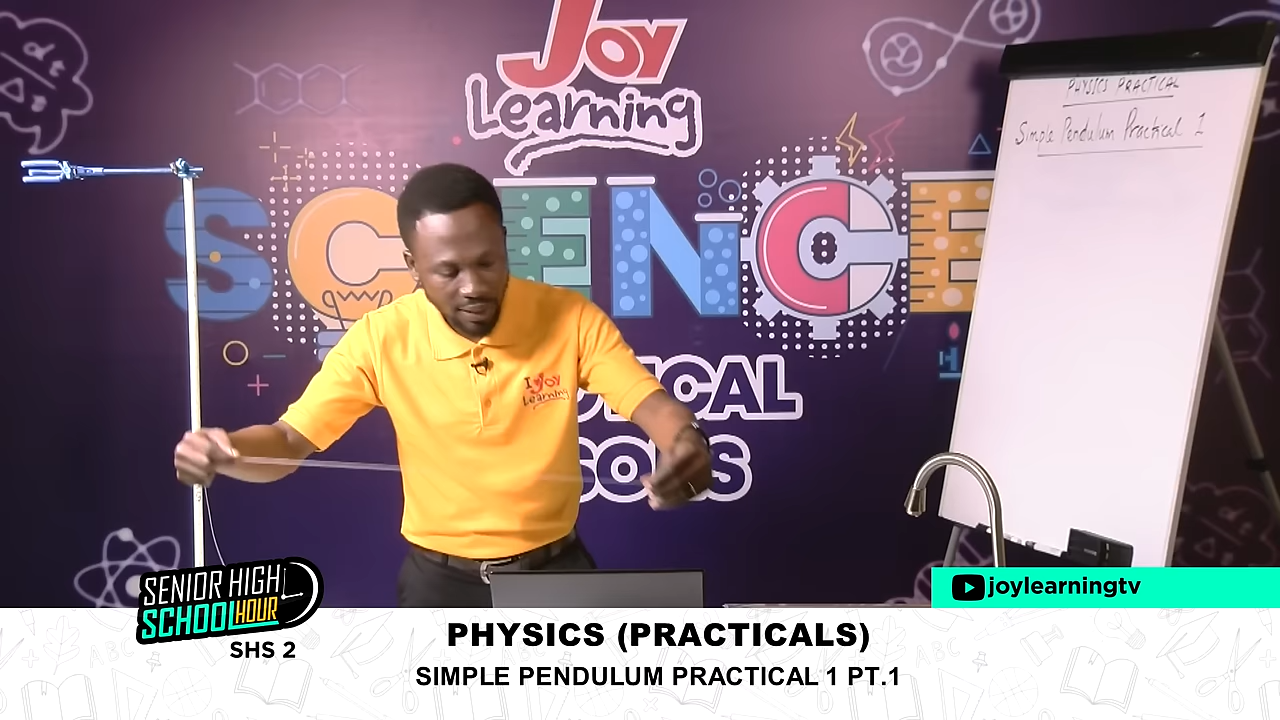 Joy
Learning
PHYSICS PRACTICAL
Simple Pendulum Practical 1
SCIENCE
I Joy
Learning
SENIOR HIGH
SCHOOL HOUR
SHS 2
joylearningtv
PHYSICS (PRACTICALS)
SIMPLE PENDULUM PRACTICAL 1 PT.1